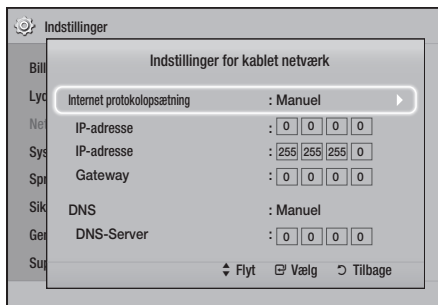 Indstillinger
Indstillinger for kablet netværk
Bill
Lyd
Net
Sys
Spr
Sik
Ger
Sup
Internet protokolopsætning : Manuel
IP-adresse : 0 0 0 0
IP-adresse : 255 255 255 0
Gateway : 0 0 0 0
DNS : Manuel
DNS-Server : 0 0 0 0
Flyt Vælg Tilbage